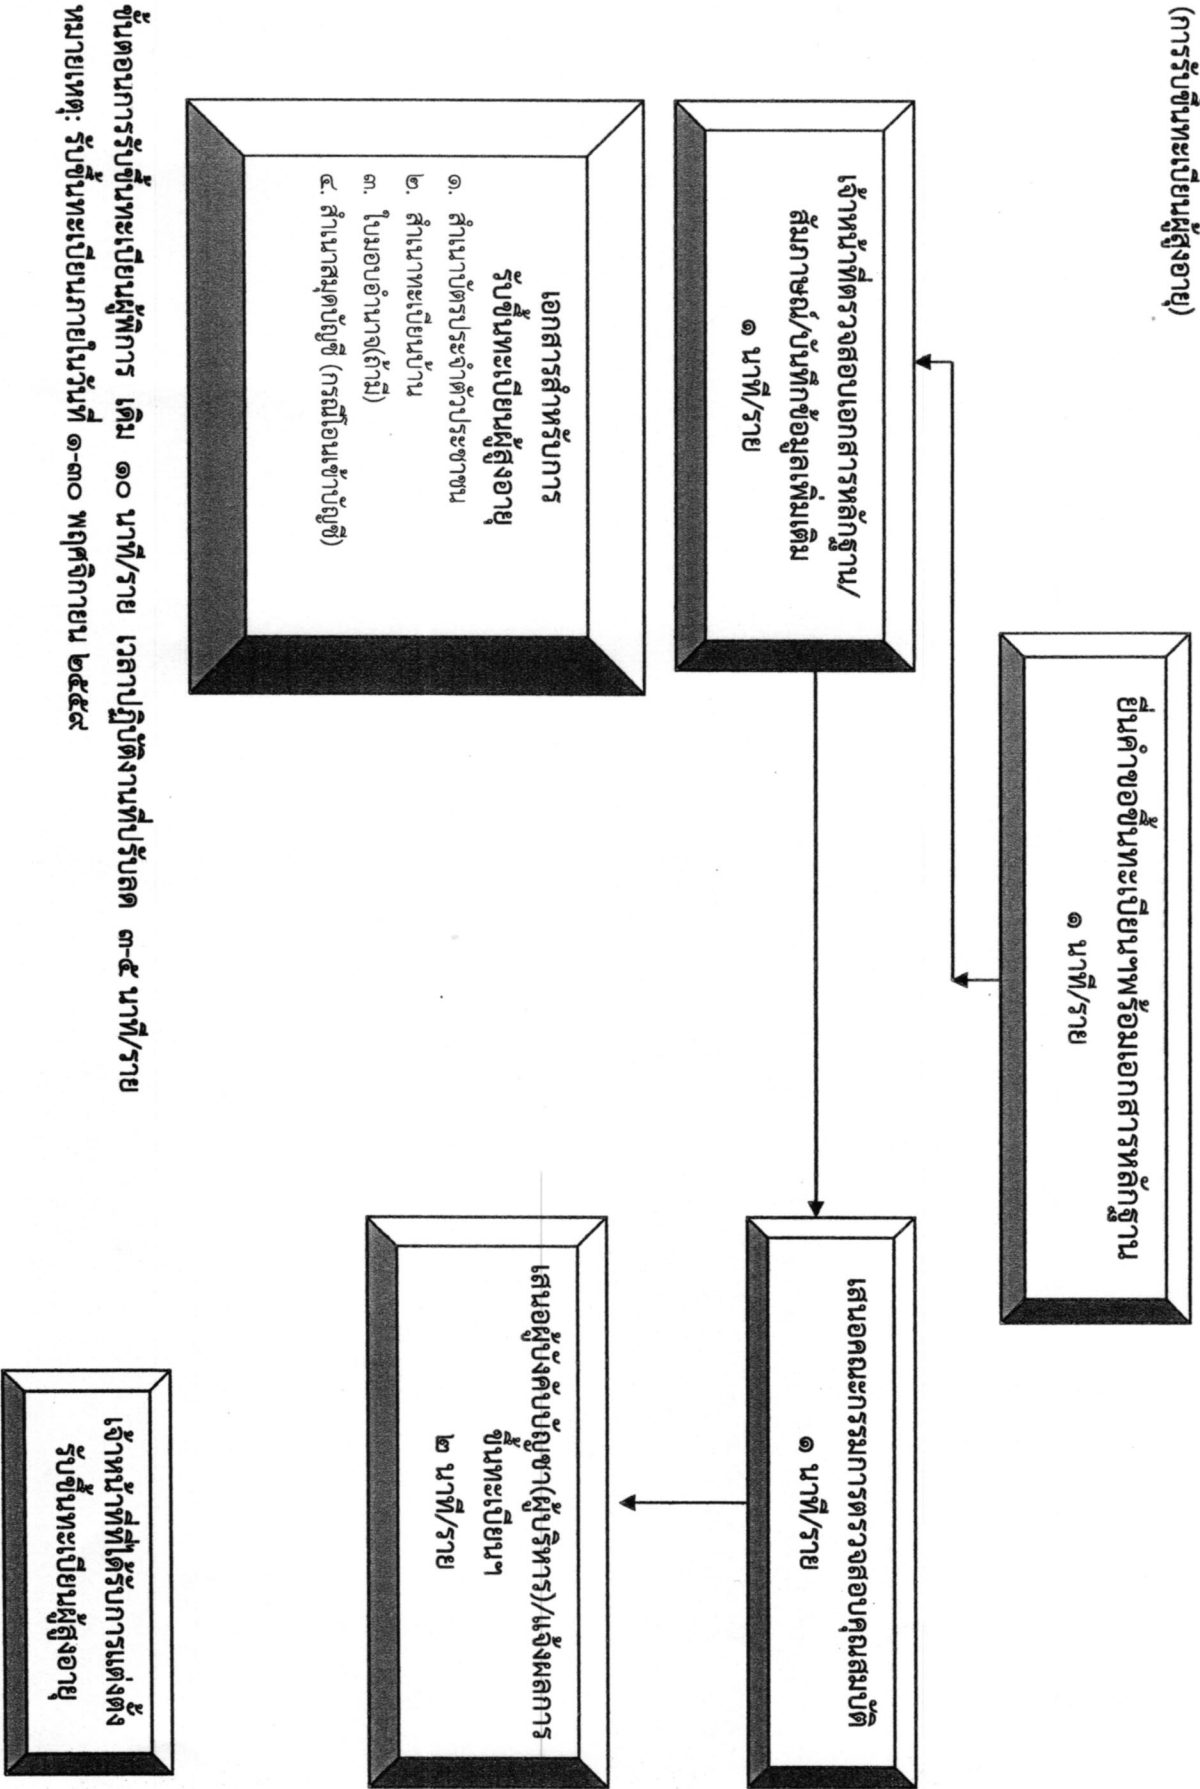 (การรับขึ้นทะเบียนผู้สูงอายุ)
ยื่นคำขอขึ้นทะเบียนฯพร้อมเอกสารหลักฐาน
๑ นาที/ราย
เจ้าหน้าที่ตรวจสอบเอกสารหลักฐาน/
สัมภาษณ์/บันทึกข้อมูลเพิ่มเติม
๑ นาที/ราย
เสนอคณะกรรมการตรวจสอบคุณสมบัติ
๑ นาที/ราย
เอกสารสำหรับการ
รับขึ้นทะเบียนผู้สูงอายุ
๑. สำเนาบัตรประจำตัวประชาชน
๒. สำเนาทะเบียนบ้าน
๓. ใบมอบอำนาจ(ถ้ามี)
๔. สำเนาสมุดบัญชี (กรณีโอนเข้าบัญชี)
เสนอผู้บังคับบัญชา(ผู้บริหาร)/แจ้งผลการ
ขึ้นทะเบียนฯ
๒ นาที/ราย
ขั้นตอนการรับขึ้นทะเบียนผู้พิการ เดิม ๑๐ นาที/ราย เวลาปฏิบัติงานที่ปรับลด ๓-๕ นาที/ราย
หมายเหตุ: รับขึ้นทะเบียนภายในวันที่ ๑-๓๐ พฤศจิกายน ๒๕๕๙
เจ้าหน้าที่ที่ได้รับการแต่งตั้ง
รับขึ้นทะเบียนผู้สูงอายุ